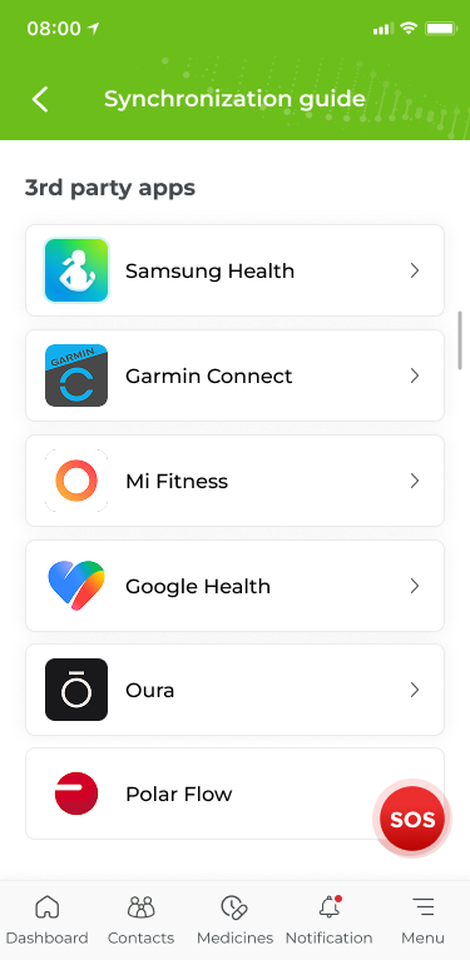 08:00
Synchronization guide
3rd party apps
Samsung Health
GARMIN
Garmin Connect
Mi Fitness
Google Health
Oura
Polar Flow
SOS
Dashboard
Contacts
Medicines
Notification
Menu